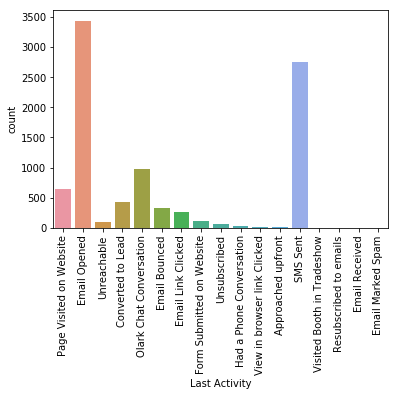 3500
3000
2500
2000
1500
1000
500
0
count
Page Visited on Website
Email Opened
Unreachable
Converted to Lead
Olark Chat Conversation
Email Bounced
Email Link Clicked
Form Submitted on Website
Unsubscribed
Had a Phone Conversation
View in browser link Clicked
Approached upfront
SMS Sent
Visited Booth in Tradeshow
Resubscribed to emails
Email Received
Email Marked Spam
Last Activity